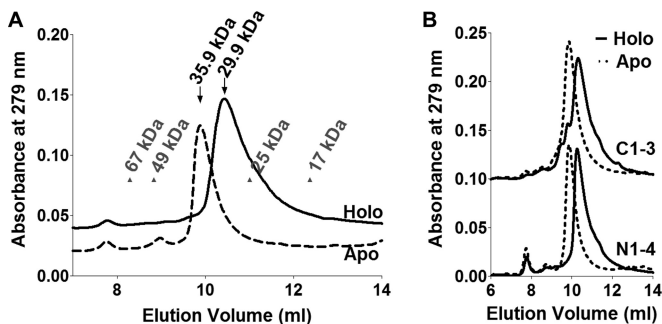 A
Absorbance at 279 nm
0.20
0.15
0.10
0.05
0.00
35.9 kDa
29.9 kDa
67 kDa
49 kDa
25 kDa
17 kDa
Holo
Apo
8 10 12 14
Elution Volume (ml)
B
Absorbance at 279 nm
0.25
0.20
0.15
0.10
0.10
0.05
0.00
Holo
Apo
C1-3
N1-4
6 8 10 12 14
Elution Volume (ml)